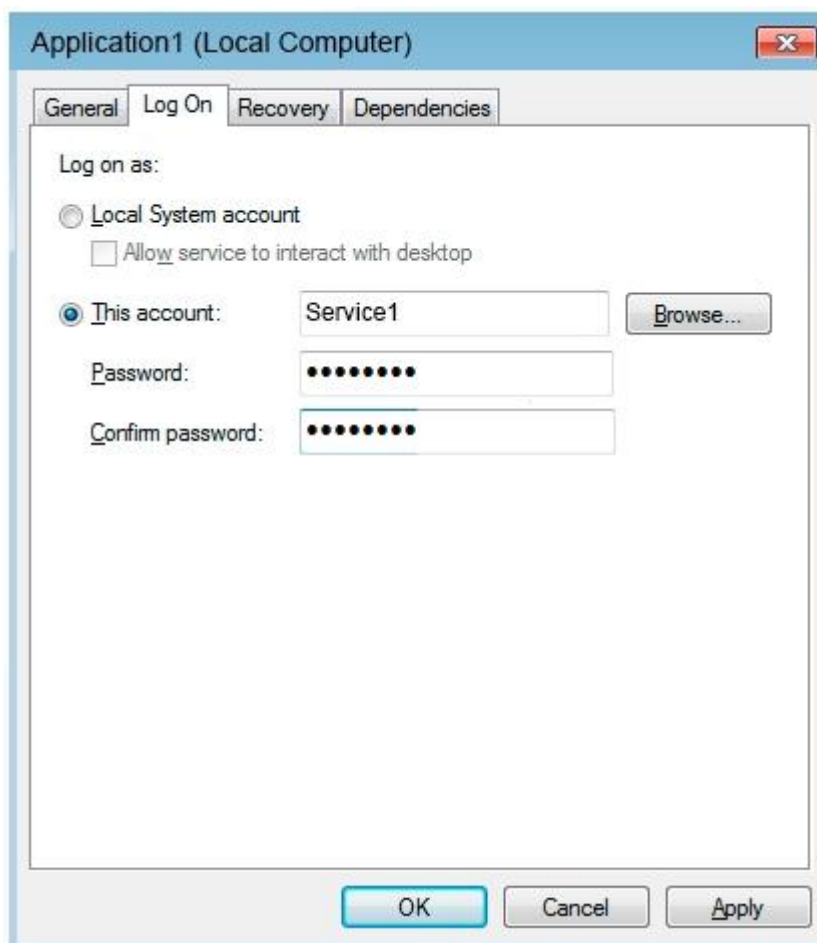 Application1 (Local Computer)
General Log On Recovery Dependencies
Log on as:
Local System account
Allow service to interact with desktop
This account: Service1 Browse...
Password: ••••••••
Confirm password: ••••••••
OK Cancel Apply